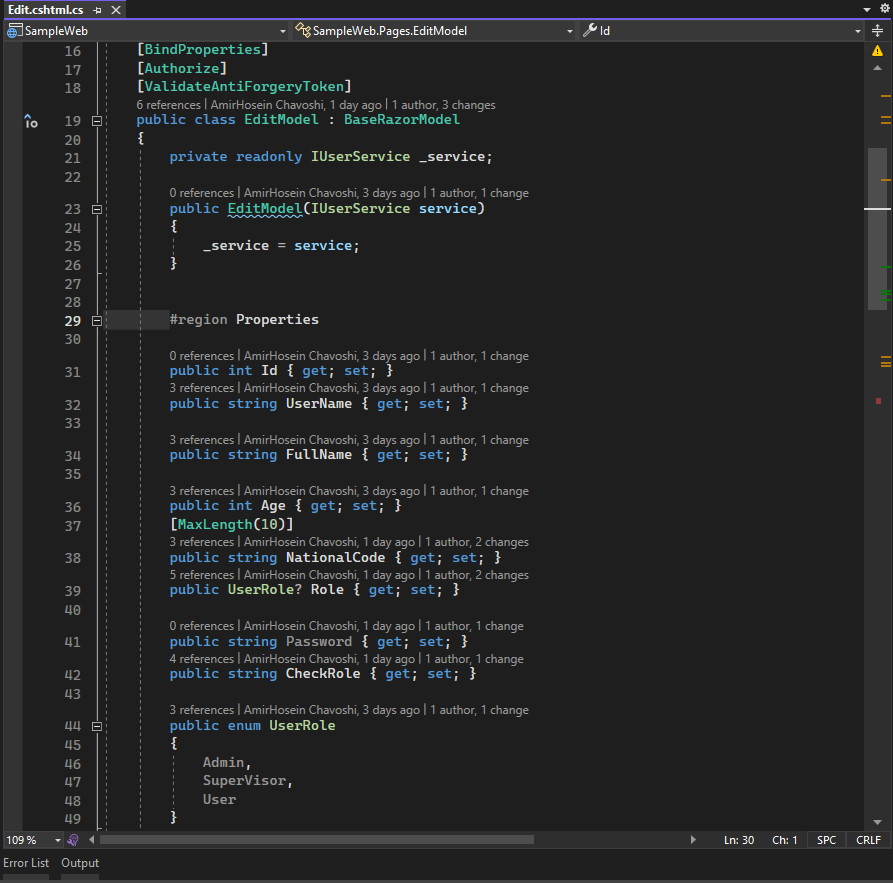 Edit.cshtml.cs
SampleWeb SampleWeb.Pages.EditModel Id
16 [BindProperties]
17 [Authorize]
18 [ValidateAntiForgeryToken]
6 references | AmirHosein Chavoshi, 1 day ago | 1 author, 3 changes
19 public class EditModel : BaseRazorModel
20 {
21 private readonly IUserService _service;
22
0 references | AmirHosein Chavoshi, 3 days ago | 1 author, 1 change
23 public EditModel(IUserService service)
24 {
25 _service = service;
26 }
27
28
29 #region Properties
30
0 references | AmirHosein Chavoshi, 3 days ago | 1 author, 1 change
31 public int Id { get; set; }
3 references | AmirHosein Chavoshi, 3 days ago | 1 author, 1 change
32 public string UserName { get; set; }
33
3 references | AmirHosein Chavoshi, 3 days ago | 1 author, 1 change
34 public string FullName { get; set; }
35
3 references | AmirHosein Chavoshi, 3 days ago | 1 author, 1 change
36 public int Age { get; set; }
37 [MaxLength(10)]
3 references | AmirHosein Chavoshi, 1 day ago | 1 author, 2 changes
38 public string NationalCode { get; set; }
5 references | AmirHosein Chavoshi, 1 day ago | 1 author, 2 changes
39 public UserRole? Role { get; set; }
40
0 references | AmirHosein Chavoshi, 1 day ago | 1 author, 1 change
41 public string Password { get; set; }
4 references | AmirHosein Chavoshi, 1 day ago | 1 author, 1 change
42 public string CheckRole { get; set; }
43
3 references | AmirHosein Chavoshi, 3 days ago | 1 author, 1 change
44 public enum UserRole
45 {
46 Admin,
47 SuperVisor,
48 User
49 }
109 % Ln: 30 Ch: 1 SPC CRLF
Error List Output